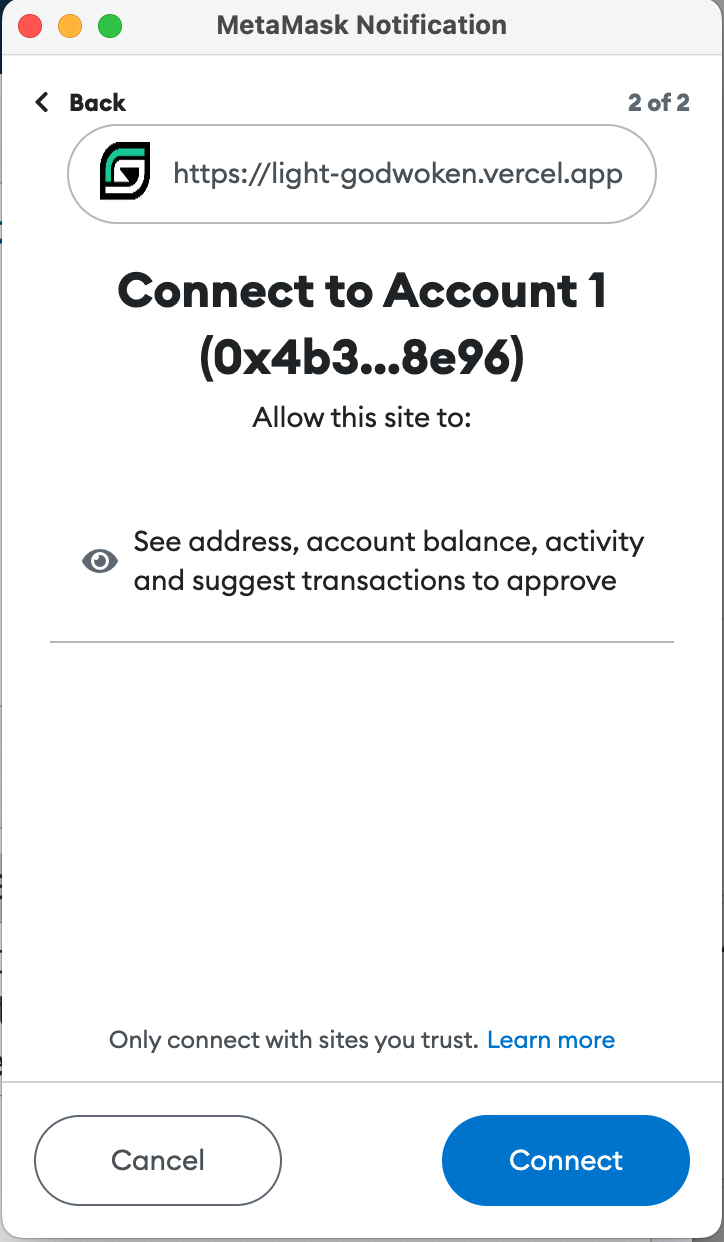 MetaMask Notification
Back
2 of 2
https://light-godwoken.vercel.app
Connect to Account 1
(0x4b3...8e96)
Allow this site to:
See address, account balance, activity
and suggest transactions to approve
Only connect with sites you trust. Learn more
Cancel
Connect